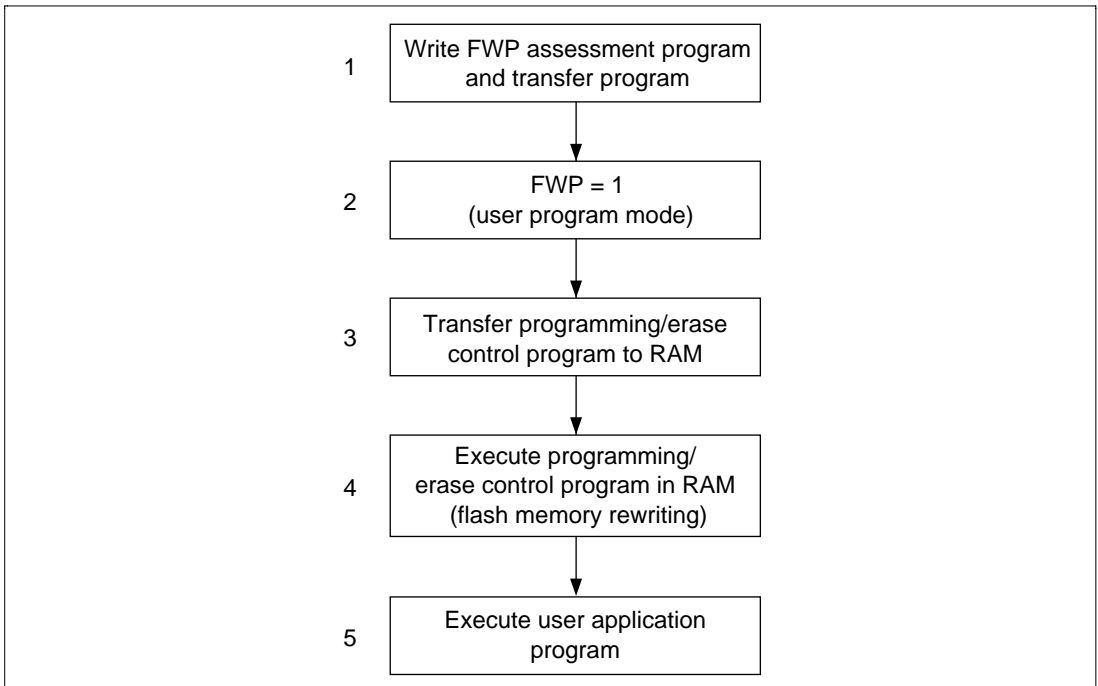 1
Write FWP assessment program
and transfer program
2
FWP = 1
(user program mode)
3
Transfer programming/erase
control program to RAM
4
Execute programming/
erase control program in RAM
(flash memory rewriting)
5
Execute user application
program